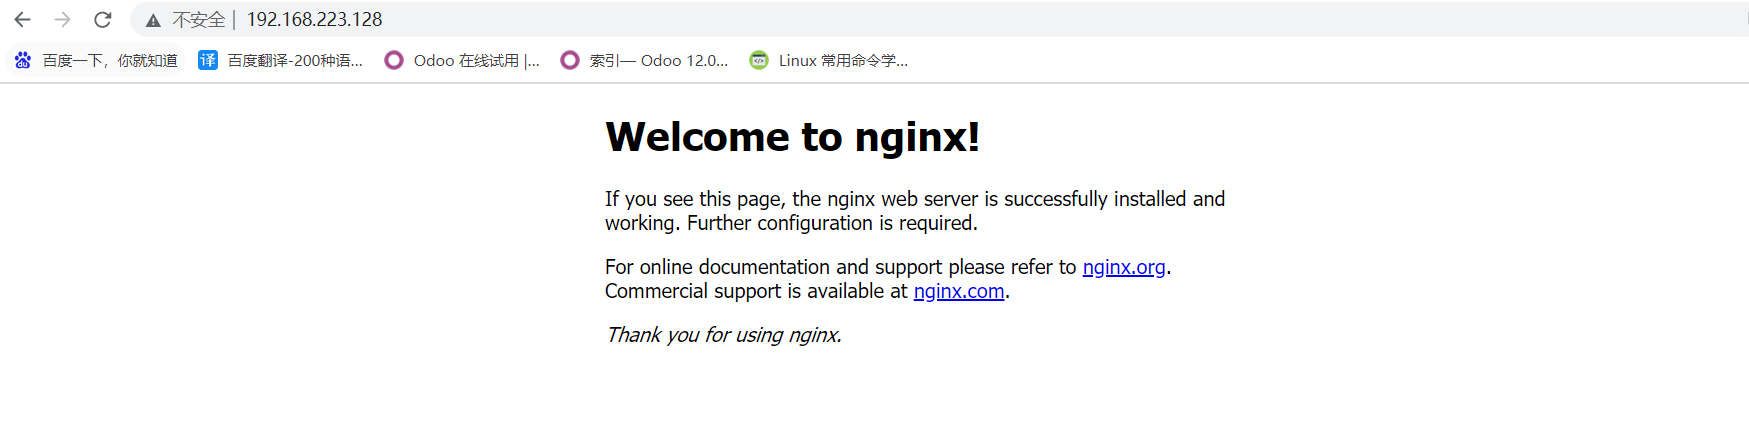 不安全 | 192.168.223.128
du 百度一下，你就知道 译 百度翻译-200种语... Odoo 在线试用 |... 索引— Odoo 12.0... </> Linux 常用命令学...
Welcome to nginx!
If you see this page, the nginx web server is successfully installed and
working. Further configuration is required.
For online documentation and support please refer to nginx.org.
Commercial support is available at nginx.com.
Thank you for using nginx.